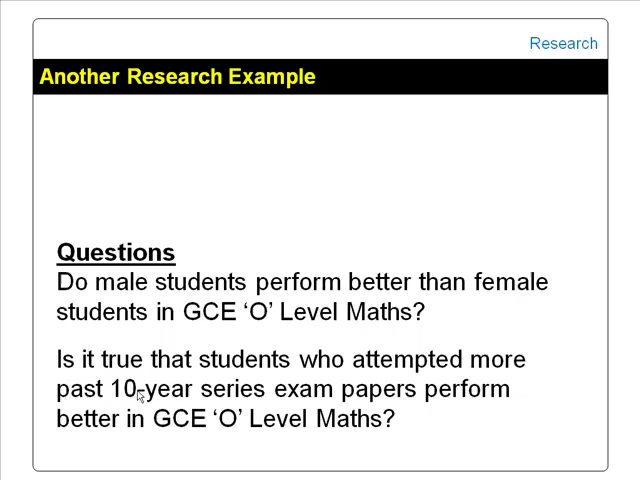 Research
Another Research Example
Questions
Do male students perform better than female
students in GCE ‘O’ Level Maths?
Is it true that students who attempted more
past 10-year series exam papers perform
better in GCE ‘O’ Level Maths?